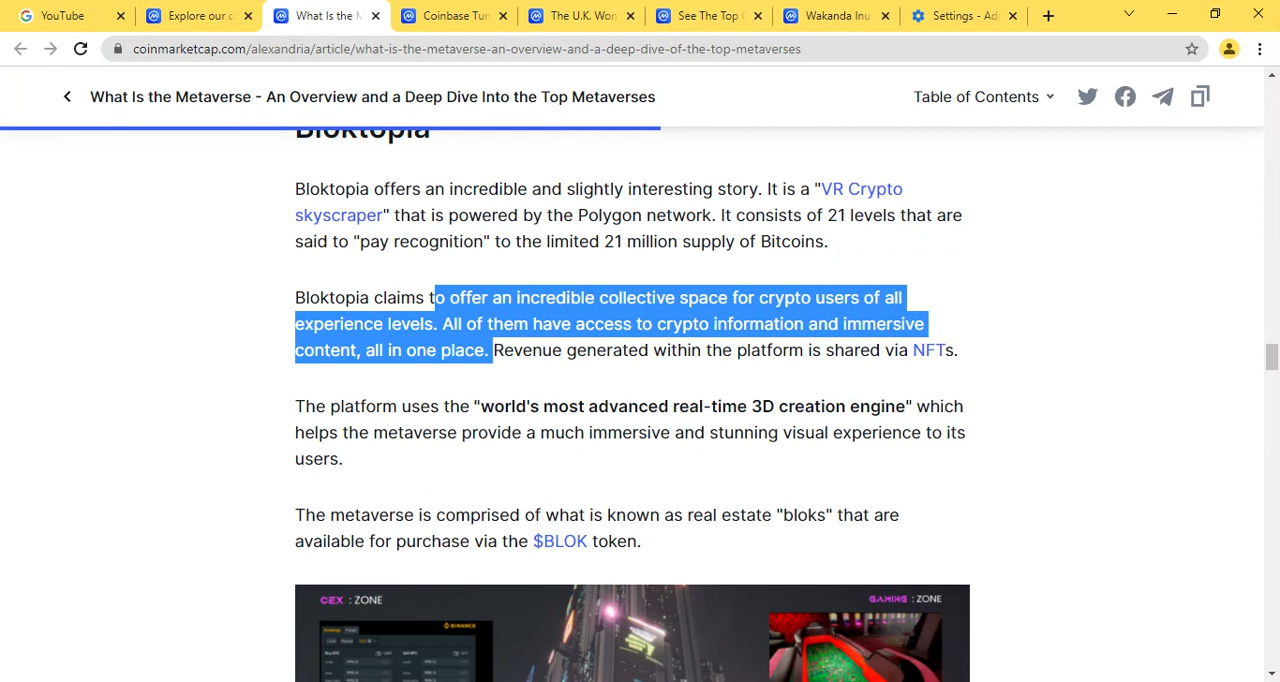 YouTube
Explore our c
What Is the M
Coinbase Tur
The U.K. Won
See The Top
Wakanda Inu
Settings - Ad
coinmarketcap.com/alexandria/article/what-is-the-metaverse-an-overview-and-a-deep-dive-of-the-top-metaverses
What Is the Metaverse - An Overview and a Deep Dive Into the Top Metaverses
Table of Contents
Bloktopia
Bloktopia offers an incredible and slightly interesting story. It is a "VR Crypto
skyscraper" that is powered by the Polygon network. It consists of 21 levels that are
said to "pay recognition" to the limited 21 million supply of Bitcoins.
Bloktopia claims to offer an incredible collective space for crypto users of all
experience levels. All of them have access to crypto information and immersive
content, all in one place. Revenue generated within the platform is shared via NFTs.
The platform uses the "world's most advanced real-time 3D creation engine" which
helps the metaverse provide a much immersive and stunning visual experience to its
users.
The metaverse is comprised of what is known as real estate "bloks" that are
available for purchase via the $BLOK token.
CEX : ZONE
GAMING : ZONE
BINANCE